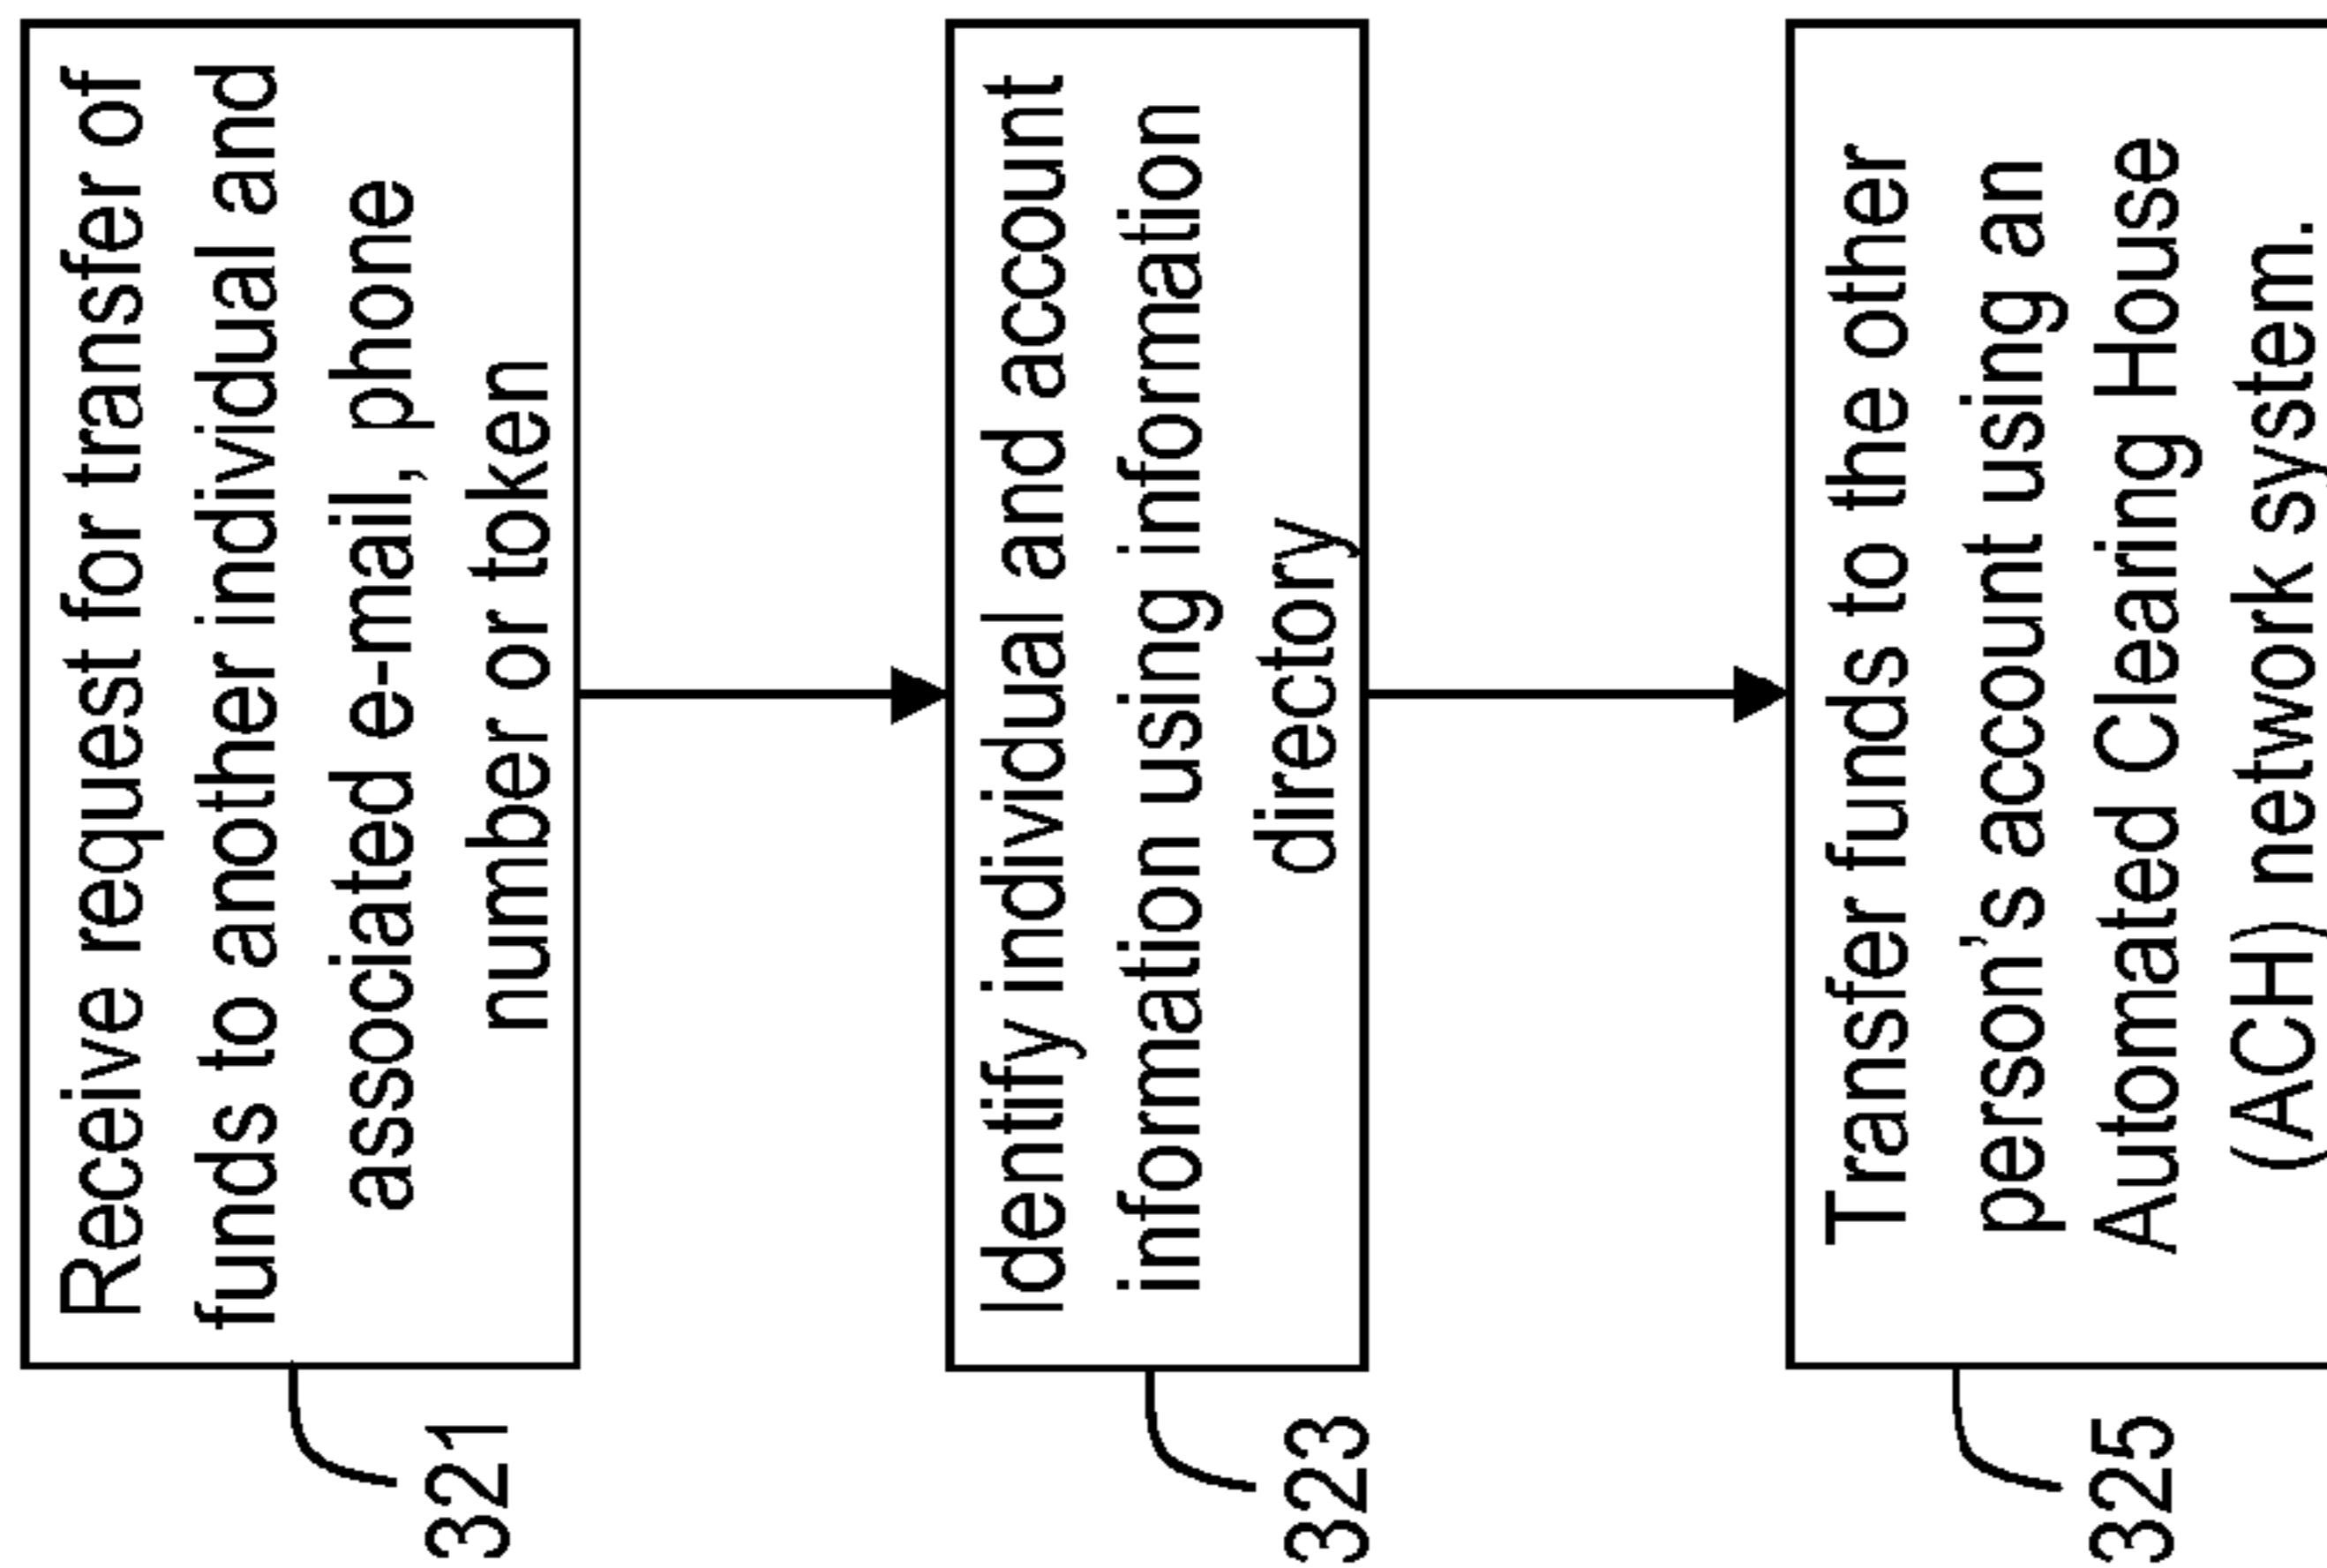 Receive request for transfer of
funds to another individual and
associated e-mail, phone
number or token
321
Identify individual and account
information using information
directory
323
Transfer funds to the other
person's account using an
Automated Clearing House
(ACH) network system.
325